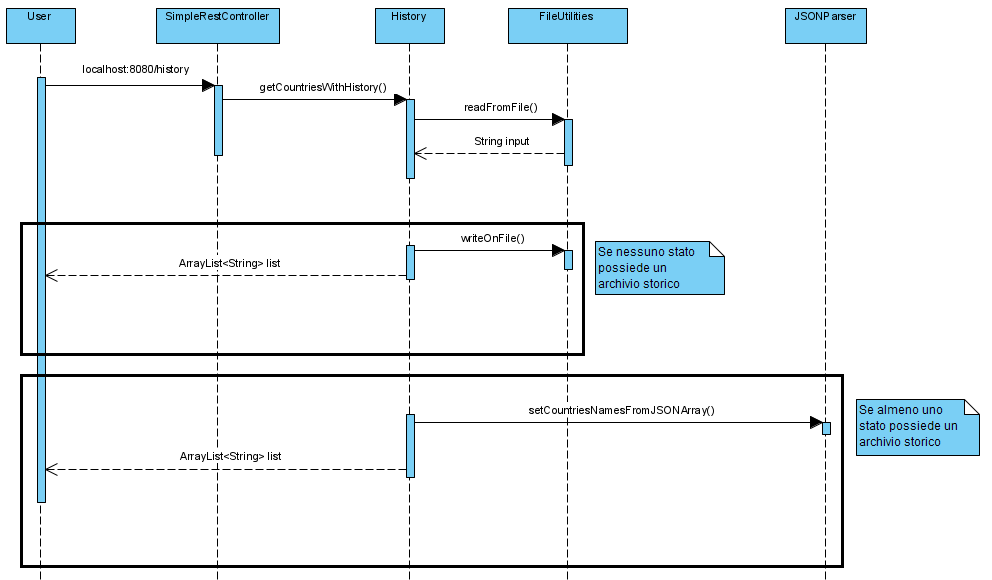 User
SimpleRestController
History
FileUtilities
JSONParser
localhost:8080/history
getCountriesWithHistory()
readFromFile()
String input
writeOnFile()
ArrayList<String> list
Se nessuno stato
possiede un
archivio storico
setCountriesNamesFromJSONArray()
ArrayList<String> list
Se almeno uno
stato possiede un
archivio storico